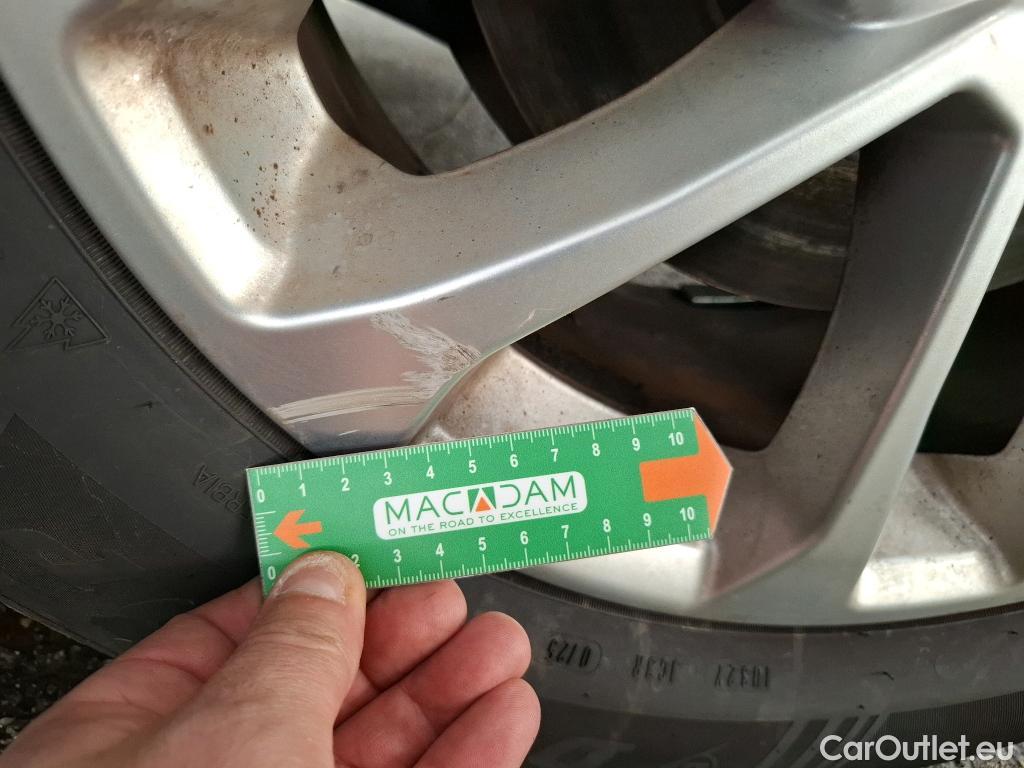 0 1 2 3 4 5 6 7 8 9 10
MACADAM
ON THE ROAD TO EXCELLENCE
0 2 3 4 5 6 7 8 9 10
CarOutlet.eu